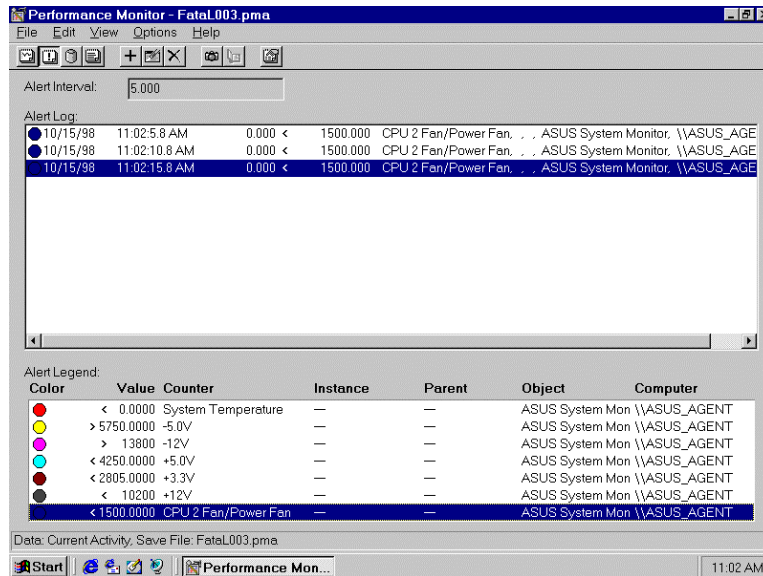 Performance Monitor - FataL003.pma
File Edit View Options Help
Alert Interval: 5.000
Alert Log:
10/15/98 11:02:5.8 AM 0.000 < 1500.000 CPU 2 Fan/Power Fan, , , ASUS System Monitor, \\ASUS_AGE
10/15/98 11:02:10.8 AM 0.000 < 1500.000 CPU 2 Fan/Power Fan, , , ASUS System Monitor, \\ASUS_AGE
10/15/98 11:02:15.8 AM 0.000 < 1500.000 CPU 2 Fan/Power Fan, , , ASUS System Monitor, \\ASUS_AGE
Alert Legend:
Color Value Counter Instance Parent Object Computer
< 0.0000 System Temperature — — ASUS System Mon \\ASUS_AGENT
> 5750.0000 -5.0V — — ASUS System Mon \\ASUS_AGENT
> 13800 -12V — — ASUS System Mon \\ASUS_AGENT
< 4250.0000 +5.0V — — ASUS System Mon \\ASUS_AGENT
< 2805.0000 +3.3V — — ASUS System Mon \\ASUS_AGENT
< 10200 +12V — — ASUS System Mon \\ASUS_AGENT
< 1500.0000 CPU 2 Fan/Power Fan — — ASUS System Mon \\ASUS_AGENT
Data: Current Activity, Save File: FataL003.pma
Start Performance Mon... 11:02 AM